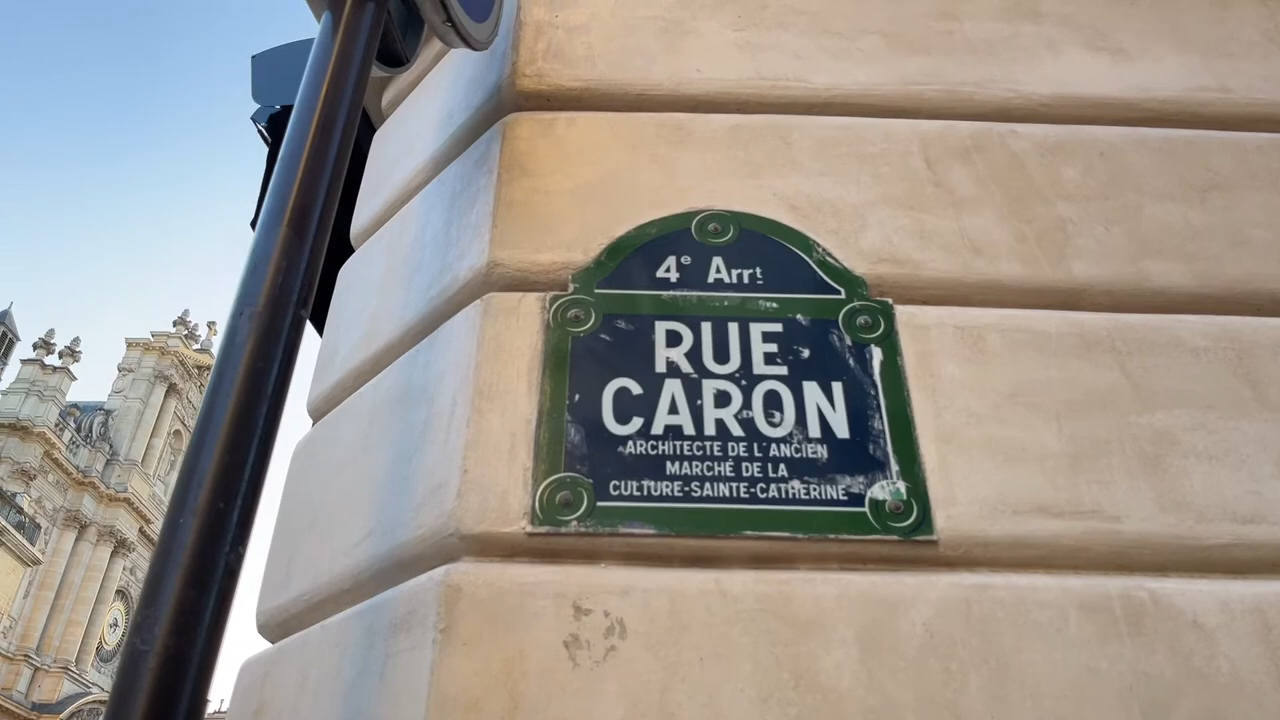 4e Arrt
RUE
CARON
ARCHITECTE DE L'ANCIEN
MARCHÉ DE LA
CULTURE-SAINTE-CATHERINE